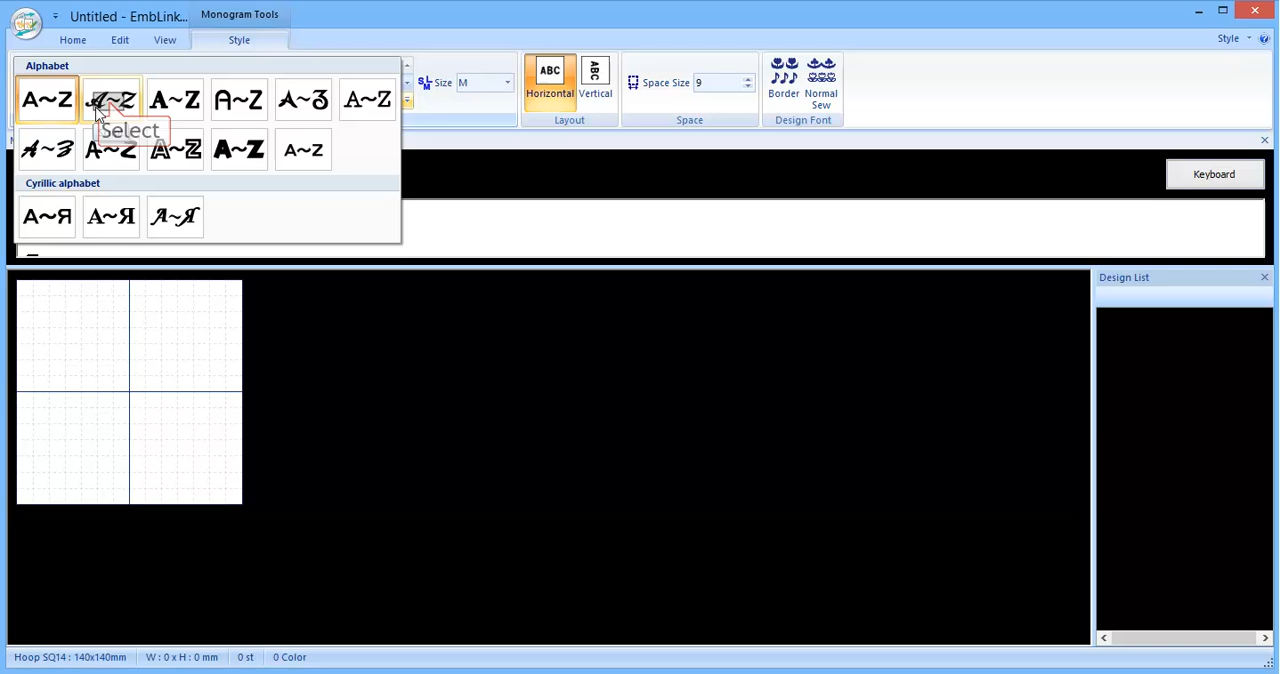 Untitled - EmbLink...
Monogram Tools
Home
Edit
View
Style
Style
Alphabet
A~Z
A~Z
A~Z
A~Z
A~Z
A~Z
Select
A~Z
A~Z
A~Z
A~Z
A~Z
Cyrillic alphabet
А~Я
А~Я
А~Я
Size
M
ABC
Horizontal
ABC
Vertical
Layout
Space Size
9
Space
Border
Normal
Sew
Design Font
Keyboard
Design List
Hoop SQ14 : 140x140mm
W : 0 x H : 0 mm
0 st
0 Color